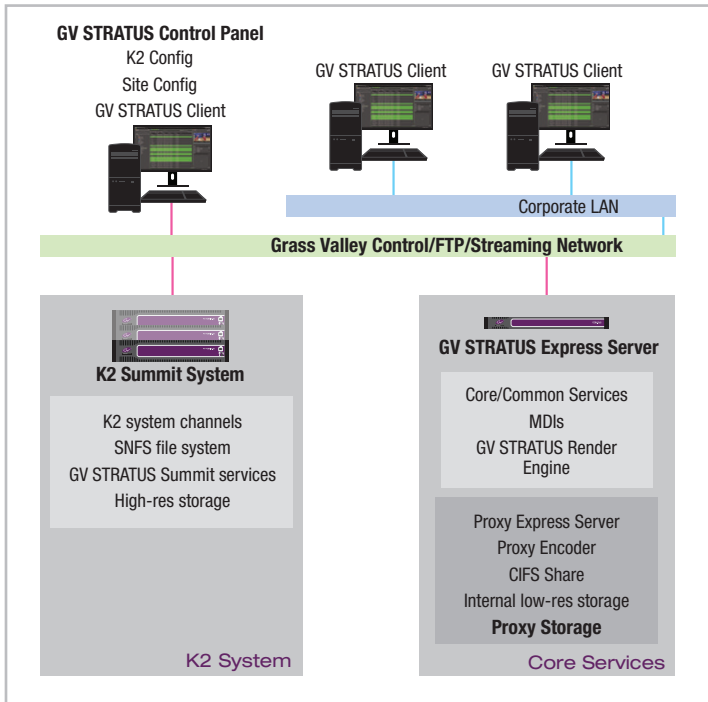 GV STRATUS Control Panel
K2 Config
Site Config
GV STRATUS Client
GV STRATUS Client
GV STRATUS Client
Corporate LAN
Grass Valley Control/FTP/Streaming Network
K2 Summit System
K2 system channels
SNFS file system
GV STRATUS Summit services
High-res storage
K2 System
GV STRATUS Express Server
Core/Common Services
MDIs
GV STRATUS Render
Engine
Proxy Express Server
Proxy Encoder
CIFS Share
Internal low-res storage
Proxy Storage
Core Services